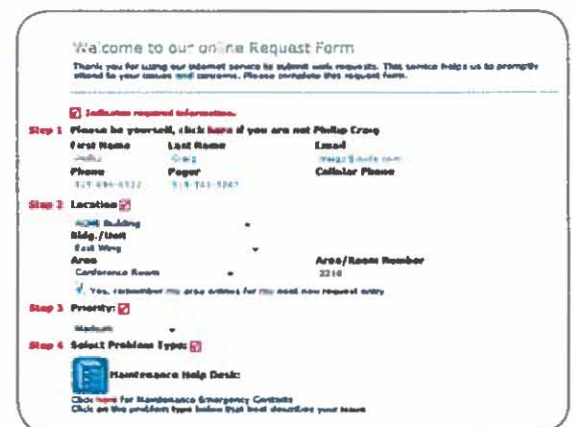 Welcome to our online Request Form
Thank you for using our internet service to submit work requests. This service helps us to promptly
attend to your issues and concerns. Please complete this request form.
Indicates required information.
Step 1 Please be yourself, click here if you are not Phillip Craig
First Name Last Name Email
Craig
Phone Pager Cellular Phone
Step 2 Location
ACME Building
Bldg./Unit
East Wing
Area Area/Room Number
Conference Room 2210
Yes, remember my area entries for my next new request entry
Step 3 Priority:
Medium
Step 4 Select Problem Type:
Maintenance Help Desk:
Click here for Maintenance Emergency Contacts
Click on the problem type below that best describes your issue